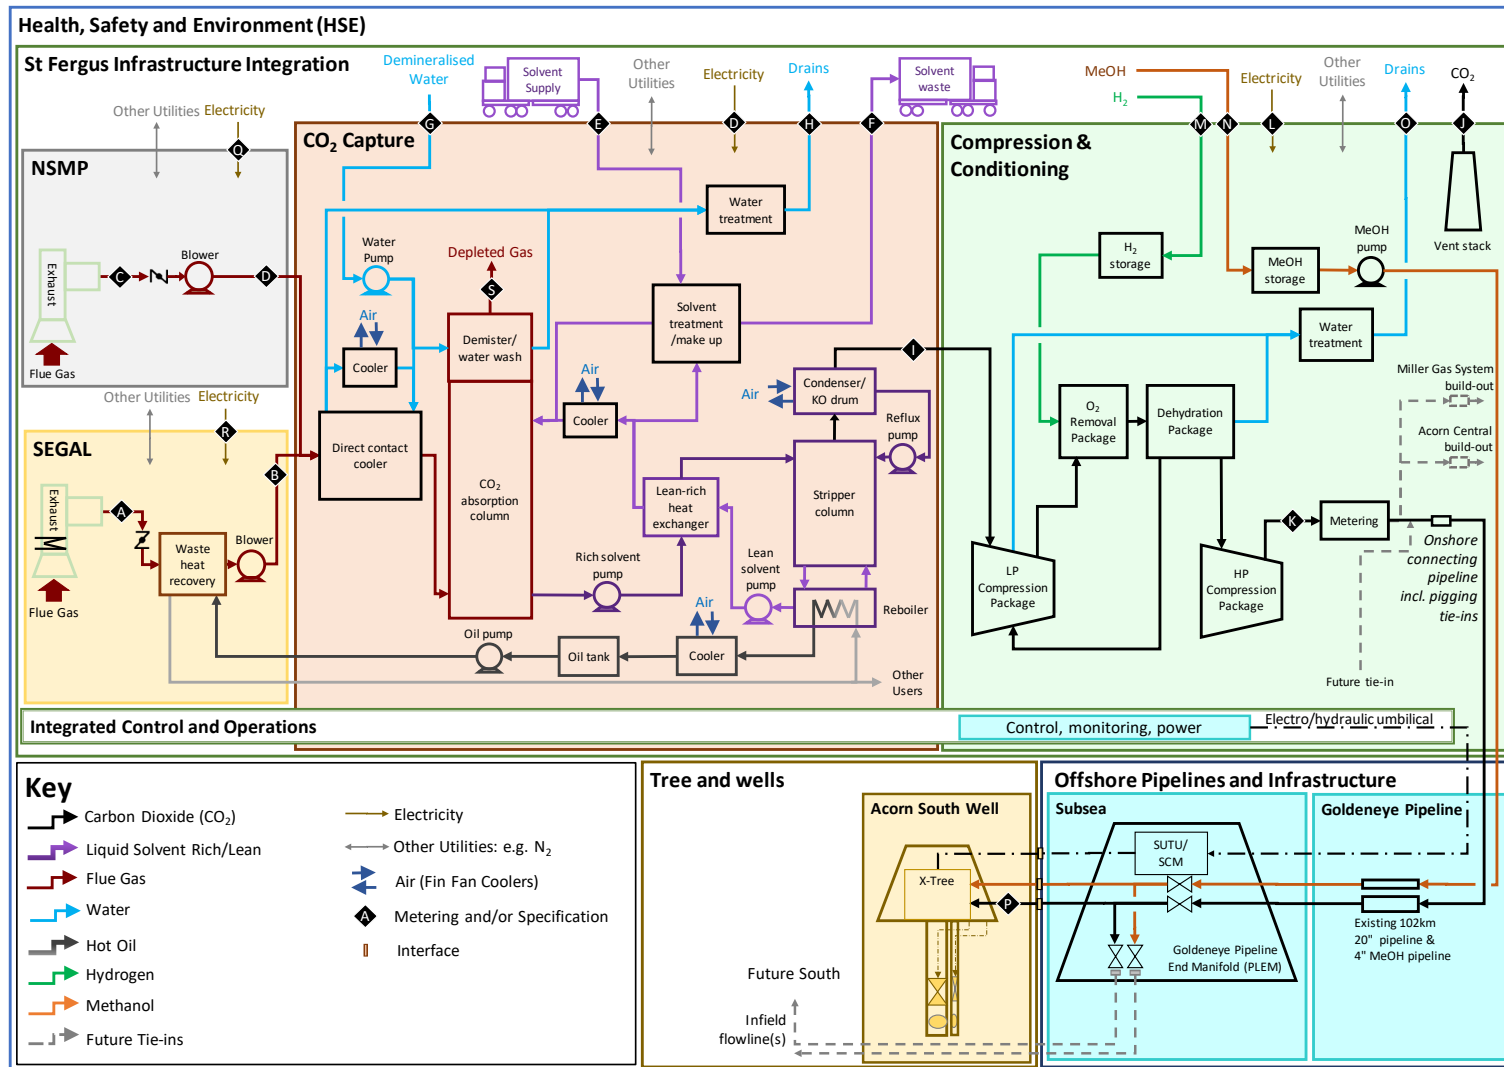 Health, Safety and Environment (HSE)
St Fergus Infrastructure Integration
Demineralised
Water
Solvent
Supply
Other
Utilities
Electricity
Drains
Solvent
waste
MeOH
H2
Electricity
Other
Utilities
Drains
CO2
Other Utilities
Electricity
G
E
D
H
F
M
N
L
O
J
Q
NSMP
CO2 Capture
Compression &
Conditioning
Water
treatment
Vent stack
Exhaust
C
Blower
D
Flue Gas
Water
Pump
Depleted Gas
S
H2
storage
MeOH
storage
MeOH
pump
Air
Cooler
Demister/
water wash
Solvent
treatment
/make up
I
Water
treatment
Other Utilities
Electricity
R
Air
Cooler
Air
Condenser/
KO drum
Reflux
pump
O2
Removal
Package
Dehydration
Package
Miller Gas System
build-out
Acorn Central
build-out
SEGAL
B
Direct contact
cooler
CO2
absorption
column
Lean-rich
heat
exchanger
Stripper
column
Exhaust
A
Waste
heat
recovery
Blower
Flue Gas
Rich solvent
pump
Lean
solvent
pump
Reboiler
LP
Compression
Package
HP
Compression
Package
K
Metering
Onshore
connecting
pipeline
incl. pigging
tie-ins
Oil pump
Oil tank
Air
Cooler
Other
Users
Future tie-in
Integrated Control and Operations
Control, monitoring, power
Electro/hydraulic umbilical
Key
Carbon Dioxide (CO2)
Liquid Solvent Rich/Lean
Flue Gas
Water
Hot Oil
Hydrogen
Methanol
Future Tie-ins
Electricity
Other Utilities: e.g. N2
Air (Fin Fan Coolers)
A
Metering and/or Specification
Interface
Tree and wells
Acorn South Well
X-Tree
P
Future South
Infield
flowline(s)
Offshore Pipelines and Infrastructure
Subsea
SUTU/
SCM
Goldeneye Pipeline
End Manifold (PLEM)
Goldeneye Pipeline
Existing 102km
20" pipeline &
4" MeOH pipeline